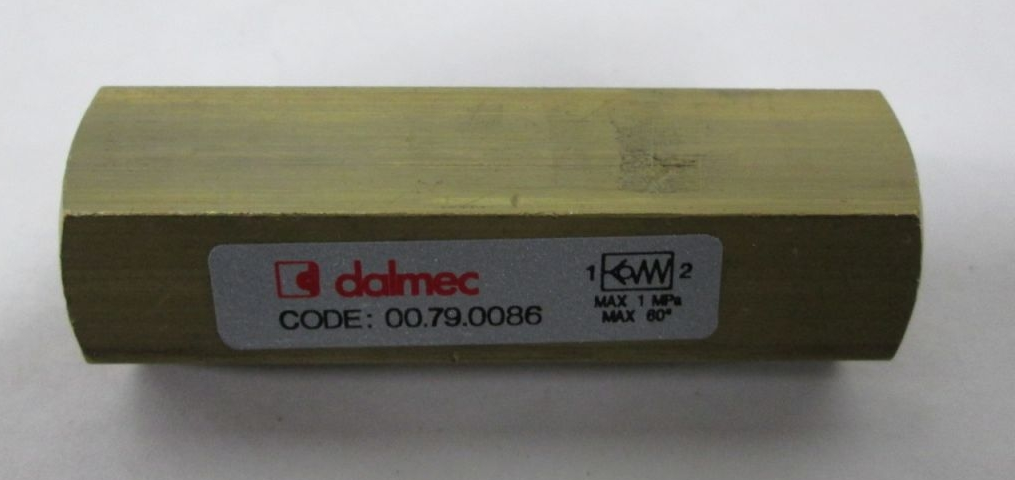 dalmec
CODE: 00.79.0086
1 2
MAX 1 MPa
MAX 60°